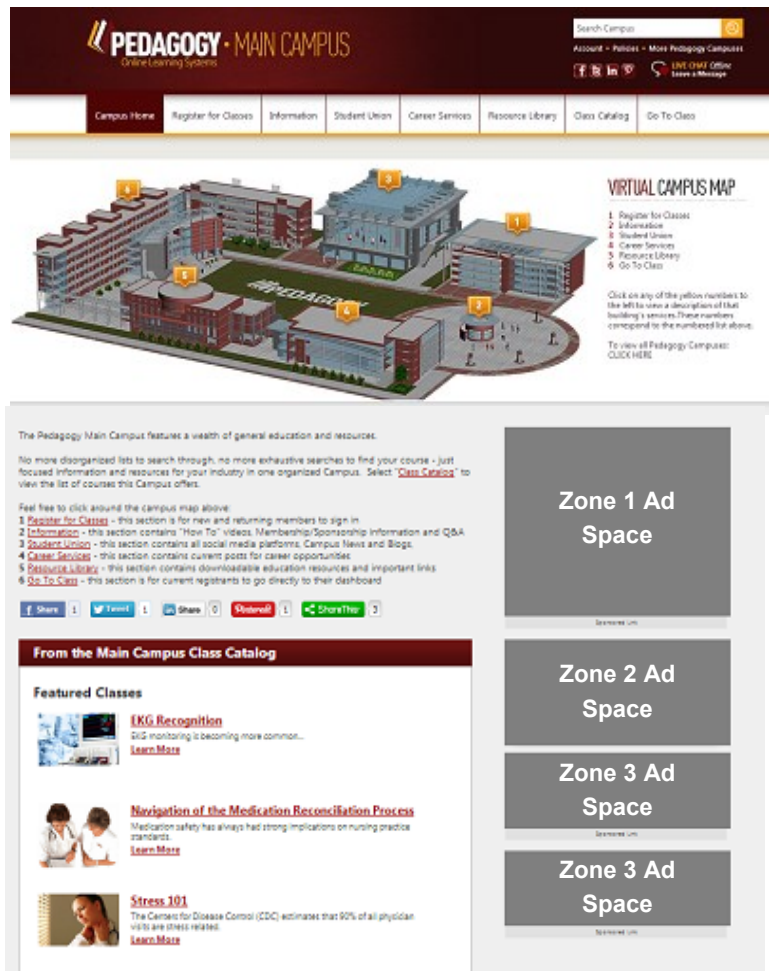 PEDAGOGY • MAIN CAMPUS
Online Learning Systems
Search Campus
Account • Policies • More Pedagogy Campuses
LIVE CHAT Offline
Leave a Message
Campus Home
Register for Classes
Information
Student Union
Career Services
Resource Library
Class Catalog
Go To Class
6
3
1
5
4
2
PEDAGOGY
VIRTUAL CAMPUS MAP
1 Register for Classes
2 Information
3 Student Union
4 Career Services
5 Resource Library
6 Go To Class
Click on any of the yellow numbers to
the left to view a description of that
building's services.These numbers
correspond to the numbered list above.
To view all Pedagogy Campuses:
CLICK HERE
The Pedagogy Main Campus features a wealth of general education and resources.
No more disorganized lists to search through, no more exhaustive searches to find your course - just
focused information and resources for your industry in one organized Campus. Select "Class Catalog" to
view the list of courses this Campus offers.
Feel free to click around the campus map above:
1 Register for Classes - this section is for new and returning members to sign in
2 Information - this section contains "How To" videos, Membership/Sponsorship Information and Q&A
3 Student Union - this section contains all social media platforms, Campus News and Blogs,
4 Career Services - this section contains current posts for career opportunities
5 Resource Library - this section contains downloadable education resources and important links
6 Go To Class - this section is for current registrants to go directly to their dashboard
f Share 1 Tweet 1 in Share 0 Pinterest 1 ShareThis 3
From the Main Campus Class Catalog
Featured Classes
EKG Recognition
EKG monitoring is becoming more common...
Learn More
Navigation of the Medication Reconciliation Process
Medication safety has always had strong implications on nursing practice
standards.
Learn More
Stress 101
The Centers for Disease Control (CDC) estimates that 90% of all physician
visits are stress related.
Learn More
Zone 1 Ad
Space
Sponsored Link
Zone 2 Ad
Space
Zone 3 Ad
Space
Sponsored Link
Zone 3 Ad
Space
Sponsored Link